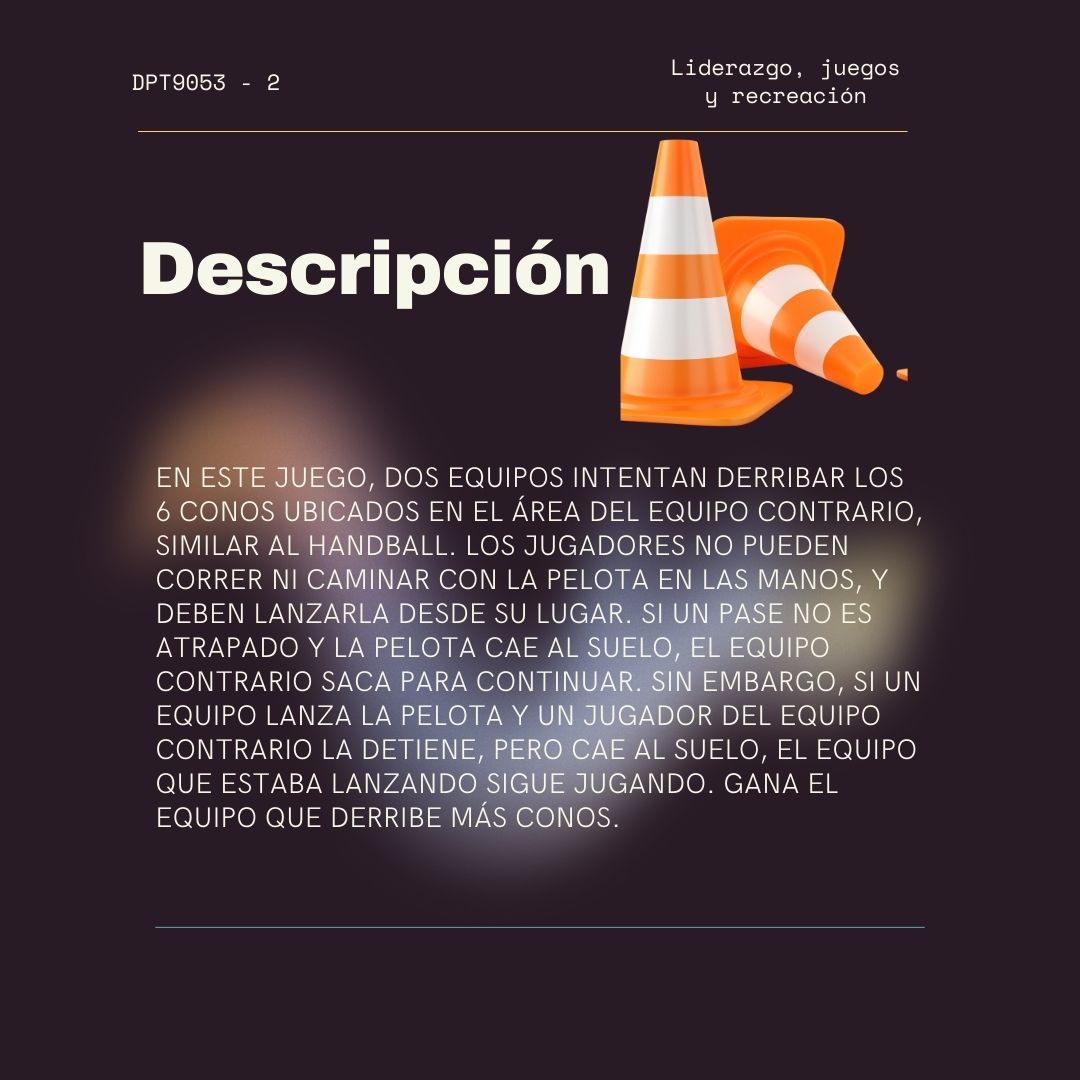 DPT9053 - 2
Liderazgo, juegos
y recreación
Descripción
EN ESTE JUEGO, DOS EQUIPOS INTENTAN DERRIBAR LOS
6 CONOS UBICADOS EN EL ÁREA DEL EQUIPO CONTRARIO,
SIMILAR AL HANDBALL. LOS JUGADORES NO PUEDEN
CORRER NI CAMINAR CON LA PELOTA EN LAS MANOS, Y
DEBEN LANZARLA DESDE SU LUGAR. SI UN PASE NO ES
ATRAPADO Y LA PELOTA CAE AL SUELO, EL EQUIPO
CONTRARIO SACA PARA CONTINUAR. SIN EMBARGO, SI UN
EQUIPO LANZA LA PELOTA Y UN JUGADOR DEL EQUIPO
CONTRARIO LA DETIENE, PERO CAE AL SUELO, EL EQUIPO
QUE ESTABA LANZANDO SIGUE JUGANDO. GANA EL
EQUIPO QUE DERRIBE MÁS CONOS.